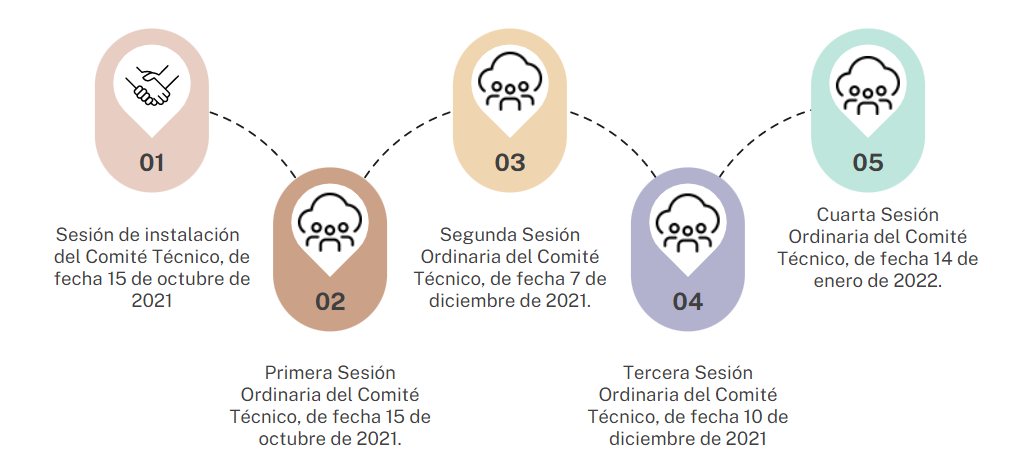 01
Sesión de instalación
del Comité Técnico, de
fecha 15 de octubre de
2021
02
Primera Sesión
Ordinaria del Comité
Técnico, de fecha 15 de
octubre de 2021.
03
Segunda Sesión
Ordinaria del Comité
Técnico, de fecha 7 de
diciembre de 2021.
04
Tercera Sesión
Ordinaria del Comité
Técnico, de fecha 10 de
diciembre de 2021
05
Cuarta Sesión
Ordinaria del Comité
Técnico, de fecha 14 de
enero de 2022.